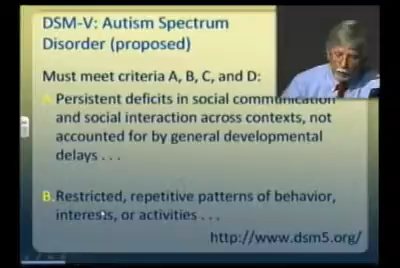 DSM-V: Autism Spectrum
Disorder (proposed)
Must meet criteria A, B, C, and D:
A. Persistent deficits in social communication
and social interaction across contexts, not
accounted for by general developmental
delays . . .
B. Restricted, repetitive patterns of behavior,
interests, or activities . . .
http://www.dsm5.org/